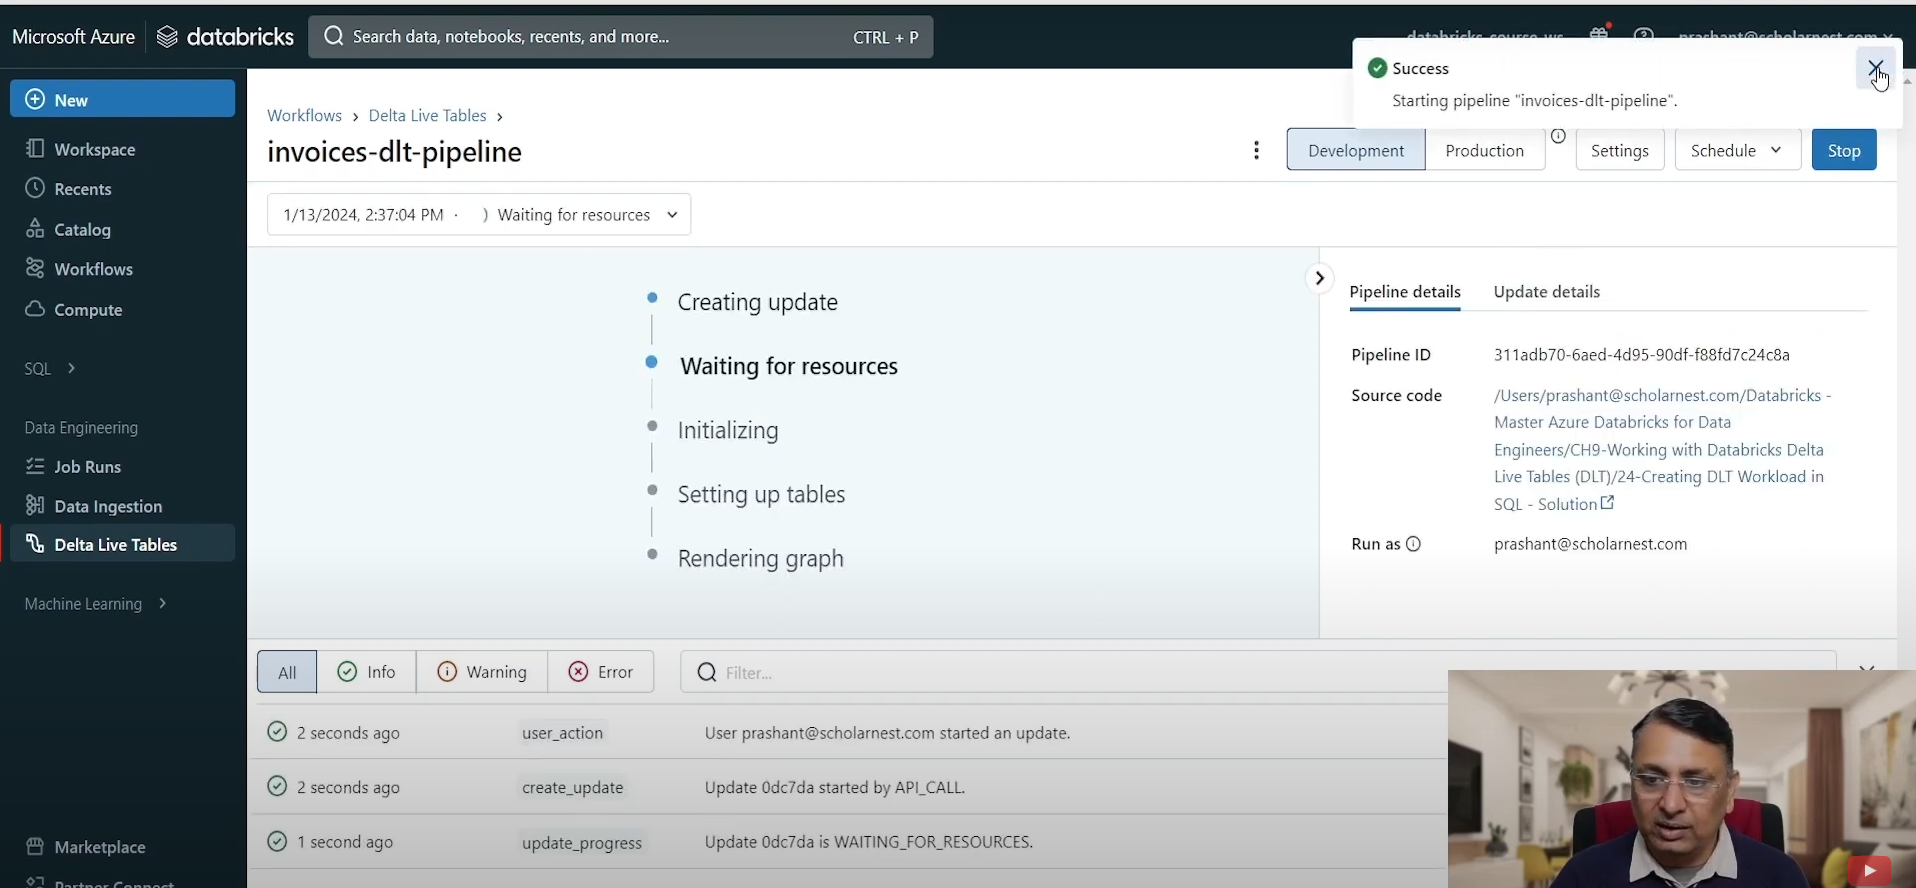 Microsoft Azure databricks Search data, notebooks, recents, and more... CTRL + P databricks-course-ws prashant@scholarnest.com
Success
Starting pipeline "invoices-dlt-pipeline".
New
Workspace
Recents
Catalog
Workflows
Compute
SQL
Data Engineering
Job Runs
Data Ingestion
Delta Live Tables
Machine Learning
Marketplace
Partner Connect
Workflows › Delta Live Tables ›
invoices-dlt-pipeline
Development Production Settings Schedule Stop
1/13/2024, 2:37:04 PM · Waiting for resources
Creating update
Waiting for resources
Initializing
Setting up tables
Rendering graph
Pipeline details Update details
Pipeline ID 311adb70-6aed-4d95-90df-f88fd7c24c8a
Source code /Users/prashant@scholarnest.com/Databricks -
Master Azure Databricks for Data
Engineers/CH9-Working with Databricks Delta
Live Tables (DLT)/24-Creating DLT Workload in
SQL - Solution
Run as prashant@scholarnest.com
All Info Warning Error Filter...
2 seconds ago user_action User prashant@scholarnest.com started an update.
2 seconds ago create_update Update 0dc7da started by API_CALL.
1 second ago update_progress Update 0dc7da is WAITING_FOR_RESOURCES.